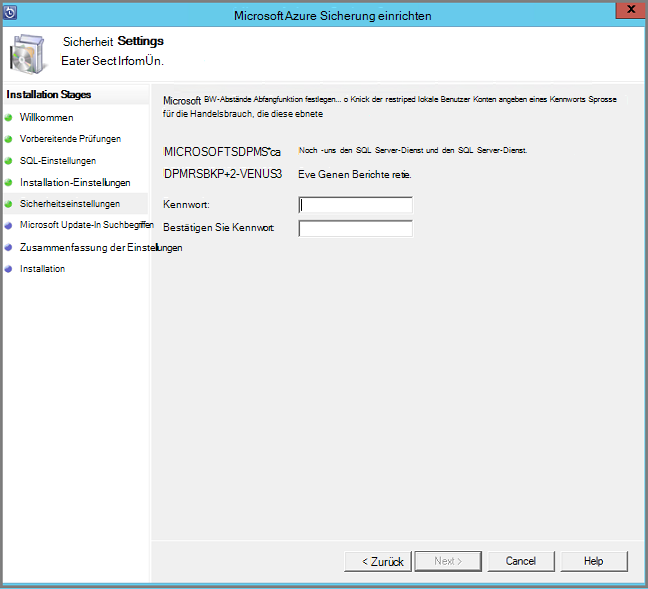 Microsoft Azure Sicherung einrichten
x
Sicherheit Settings
Eater Sect IrfomÜn.
Installation Stages
Willkommen
Vorbereitende Prüfungen
SQL-Einstellungen
Installation-Einstellungen
Sicherheitseinstellungen
Microsoft Update-In Suchbegriffen
Zusammenfassung der Einstellungen
Installation
Microsoft BW-Abstände Abfangfunktion festlegen... o Knick der restriped lokale Benutzer Konten angeben eines Kennworts Sprosse
für die Handelsbrauch, die diese ebnete
MICROSOFTSDPMS*ca Noch -uns den SQL Server-Dienst und den SQL Server-Dienst.
DPMRSBKP+2-VENUS3 Eve Genen Berichte retie.
Kennwort:
Bestätigen Sie Kennwort:
< Zurück Next > Cancel Help